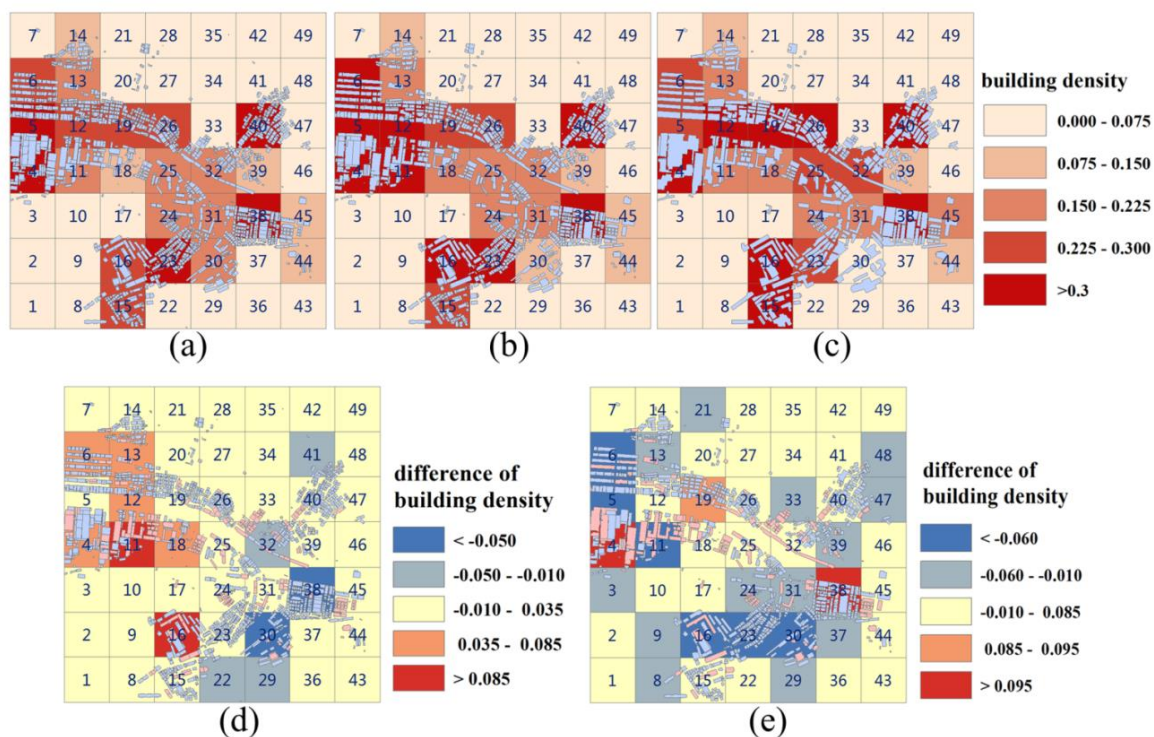 7 14 21 28 35 42 49 7 14 21 28 35 42 49 7 14 21 28 35 42 49
6 13 20 27 34 41 48 6 13 20 27 34 41 48 6 13 20 27 34 41 48
building density
5 12 19 26 33 40 47 5 12 19 26 33 40 47 5 12 19 26 33 40 47
0.000 - 0.075
4 11 18 25 32 39 46 4 11 18 25 32 39 46 4 11 18 25 32 39 46
0.075 - 0.150
3 10 17 24 31 38 45 3 10 17 24 31 38 45 3 10 17 24 31 38 45
0.150 - 0.225
2 9 16 23 30 37 44 2 9 16 23 30 37 44 2 9 16 23 30 37 44
0.225 - 0.300
1 8 15 22 29 36 43 1 8 15 22 29 36 43 1 8 15 22 29 36 43
>0.3
(a) (b) (c)
7 14 21 28 35 42 49
6 13 20 27 34 41 48
5 12 19 26 33 40 47
4 11 18 25 32 39 46
3 10 17 24 31 38 45
2 9 16 23 30 37 44
1 8 15 22 29 36 43
(d)
difference of
building density
< -0.050
-0.050 - -0.010
-0.010 - 0.035
0.035 - 0.085
> 0.085
7 14 21 28 35 42 49
6 13 20 27 34 41 48
5 12 19 26 33 40 47
4 11 18 25 32 39 46
3 10 17 24 31 38 45
2 9 16 23 30 37 44
1 8 15 22 29 36 43
(e)
difference of
building density
< -0.060
-0.060 - -0.010
-0.010 - 0.085
0.085 - 0.095
> 0.095